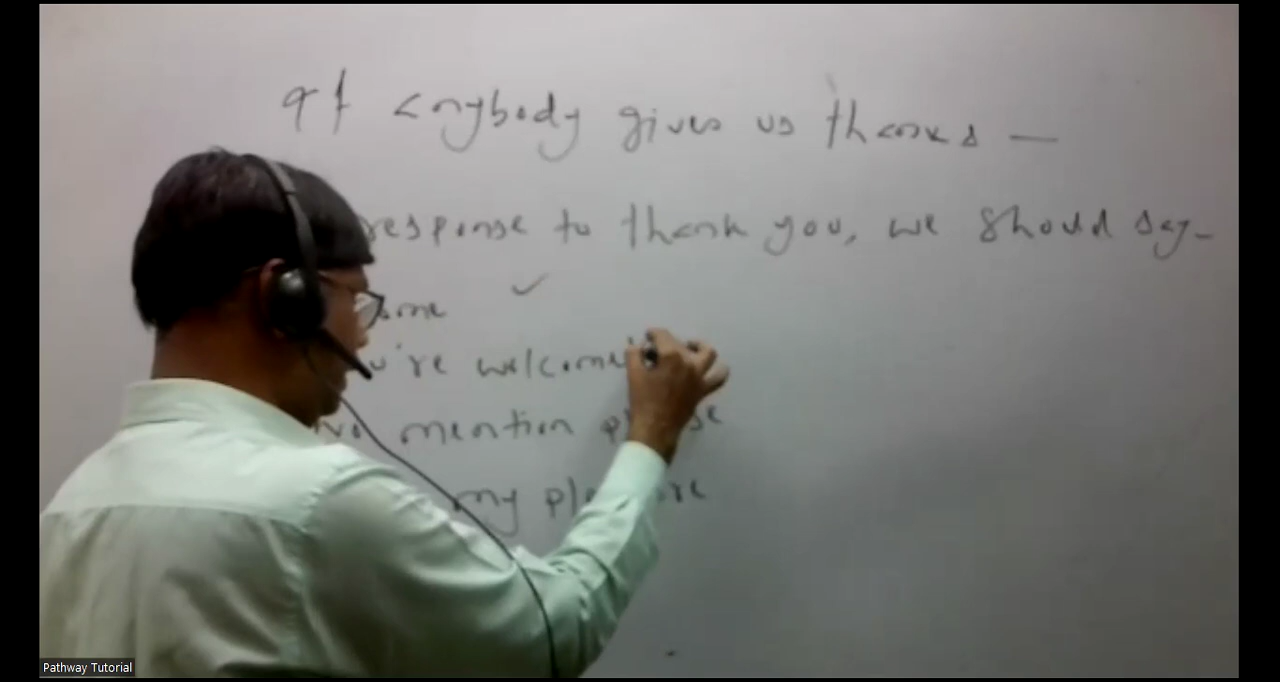 If anybody gives us thanks —
response to thank you, we should say-
're welcome
No mention please
my pleasure
Pathway Tutorial